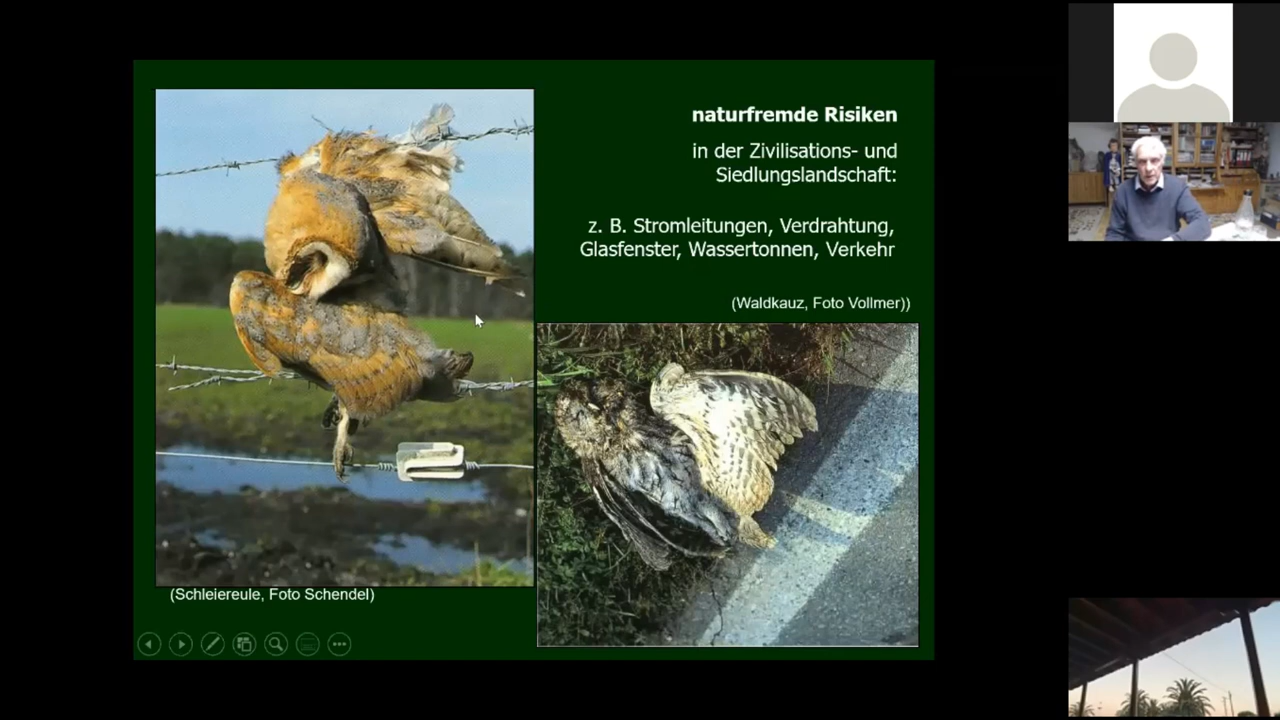 naturfremde Risiken
in der Zivilisations- und
Siedlungslandschaft:
z. B. Stromleitungen, Verdrahtung,
Glasfenster, Wassertonnen, Verkehr
(Waldkauz, Foto Vollmer))
(Schleiereule, Foto Schendel)